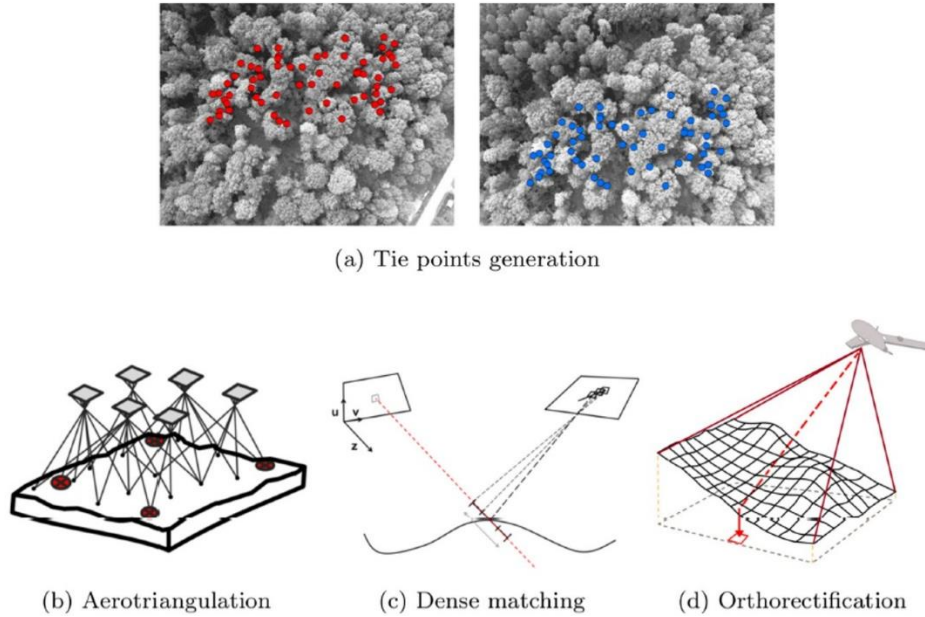 (a) Tie points generation
u
v
z
(b) Aerotriangulation
(c) Dense matching
(d) Orthorectification